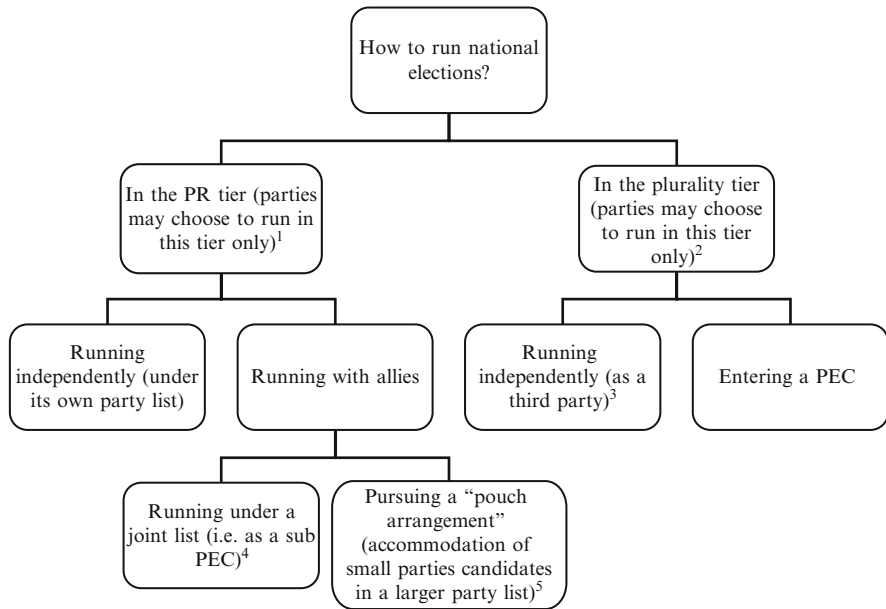 How to run national
elections?
In the PR tier (parties
may choose to run in
this tier only)1
In the plurality tier
(parties may choose
to run in this tier
only)2
Running
independently (under
its own party list)
Running with allies
Running
independently (as a
third party)3
Entering a PEC
Running under a
joint list (i.e. as a sub
PEC)4
Pursuing a “pouch
arrangement”
(accommodation of
small parties candidates
in a larger party list)5